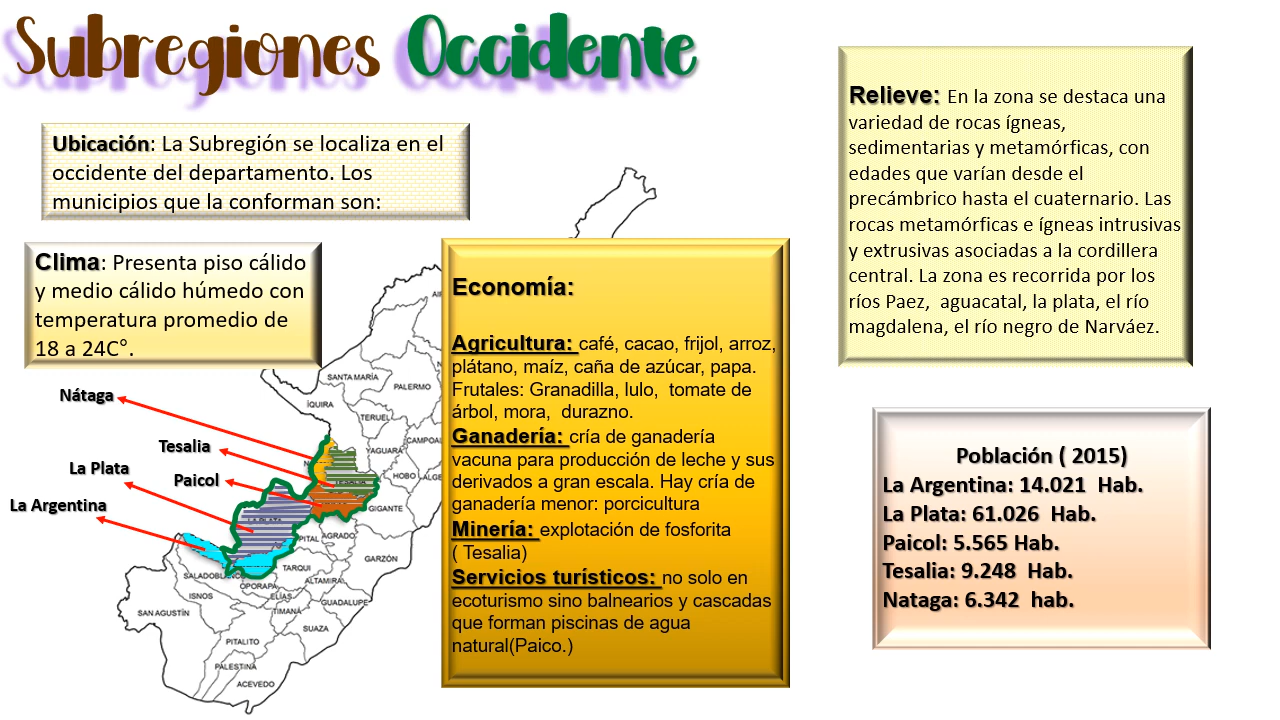 Subregiones Occidente
Ubicación: La Subregión se localiza en el
occidente del departamento. Los
municipios que la conforman son:
Clima: Presenta piso cálido
y medio cálido húmedo con
temperatura promedio de
18 a 24C°.
Nátaga
Tesalia
La Plata
Paicol
La Argentina
SANTA MARÍA
PALERMO
ÍQUIRA
TERUEL
CAMPOAL
YAGUARÁ
HOBO
ALGE
GIGANTE
PITAL
AGRADO
GARZÓN
TARQUI
SALADOBLANCO
OPORAPA
ALTAMIRA
ISNOS
ELÍAS
GUADALUPE
SAN AGUSTÍN
TIMANÁ
SUAZA
PITALITO
PALESTINA
ACEVEDO
Economía:
Agricultura: café, cacao, frijol, arroz,
plátano, maíz, caña de azúcar, papa.
Frutales: Granadilla, lulo, tomate de
árbol, mora, durazno.
Ganadería: cría de ganadería
vacuna para producción de leche y sus
derivados a gran escala. Hay cría de
ganadería menor: porcicultura
Minería: explotación de fosforita
( Tesalia)
Servicios turísticos: no solo en
ecoturismo sino balnearios y cascadas
que forman piscinas de agua
natural(Paico.)
Relieve: En la zona se destaca una
variedad de rocas ígneas,
sedimentarias y metamórficas, con
edades que varían desde el
precámbrico hasta el cuaternario. Las
rocas metamórficas e ígneas intrusivas
y extrusivas asociadas a la cordillera
central. La zona es recorrida por los
ríos Paez, aguacatal, la plata, el río
magdalena, el río negro de Narváez.
Población ( 2015)
La Argentina: 14.021 Hab.
La Plata: 61.026 Hab.
Paicol: 5.565 Hab.
Tesalia: 9.248 Hab.
Nataga: 6.342 hab.